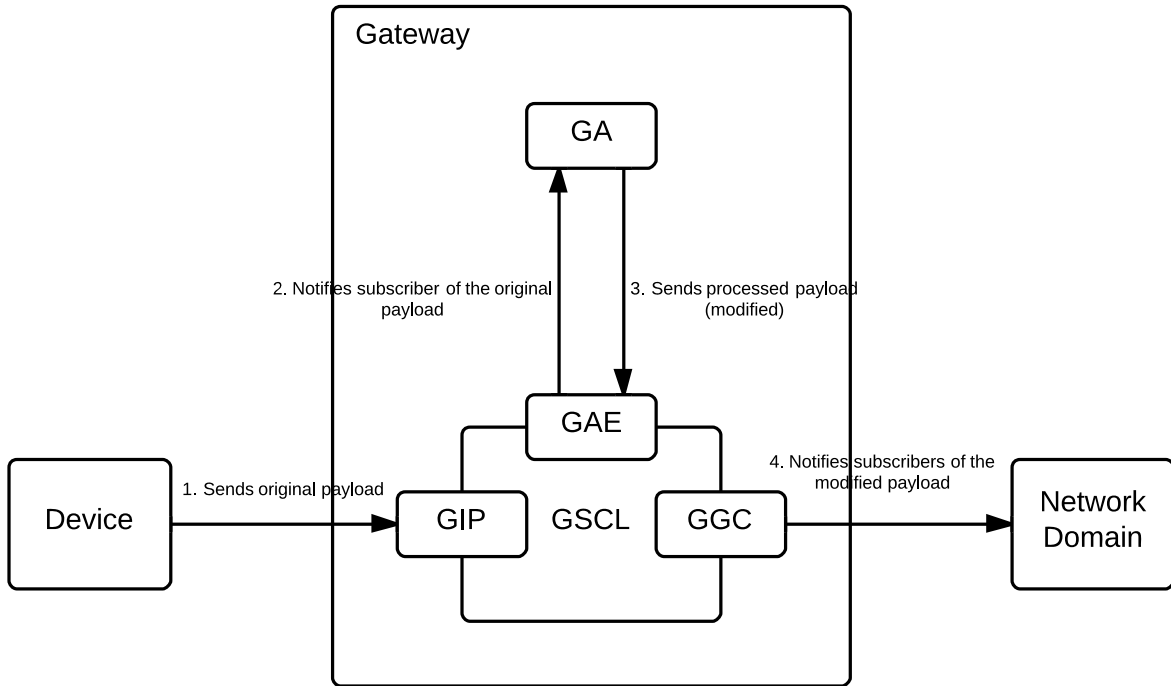 Gateway
GA
2. Notifies subscriber of the original
payload
3. Sends processed payload
(modified)
GAE
1. Sends original payload
4. Notifies subscribers of the
modified payload
Device
GIP
GSCL
GGC
Network
Domain